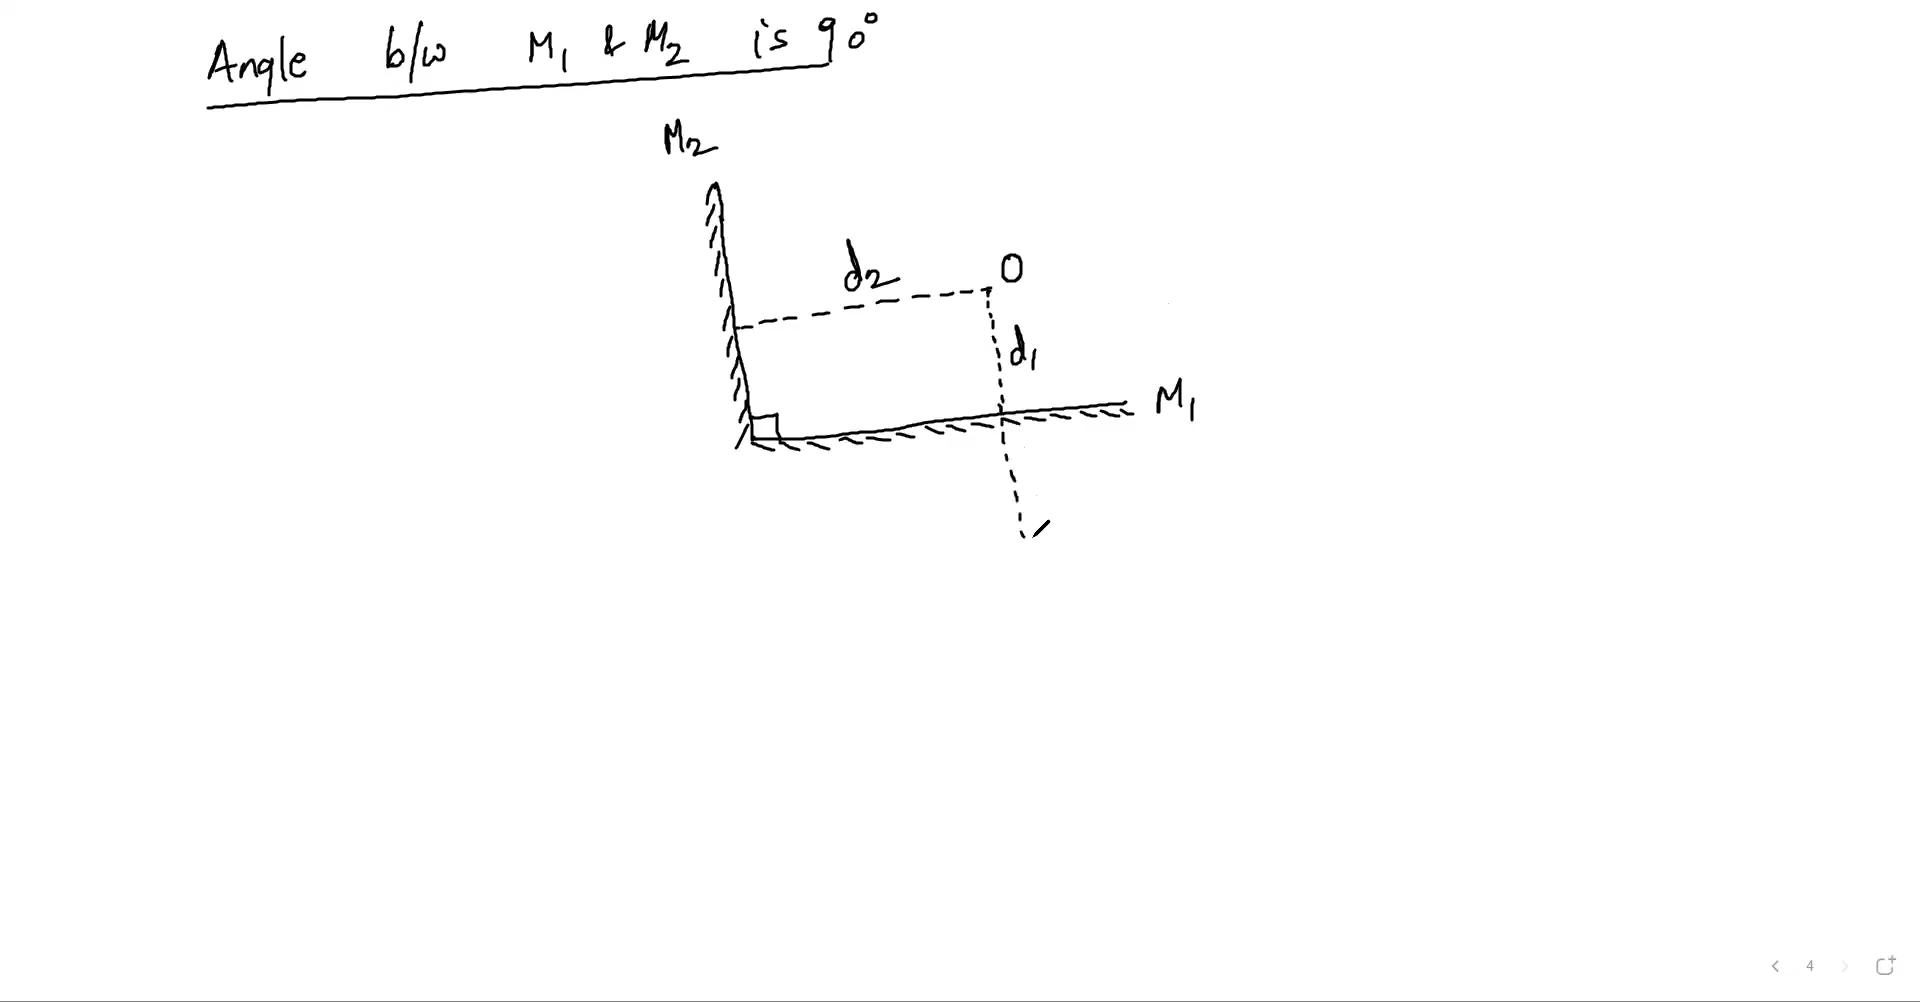 Angle b/w M₁ & M₂ is 90°
M₂
d₂ O
d₁
M₁
4